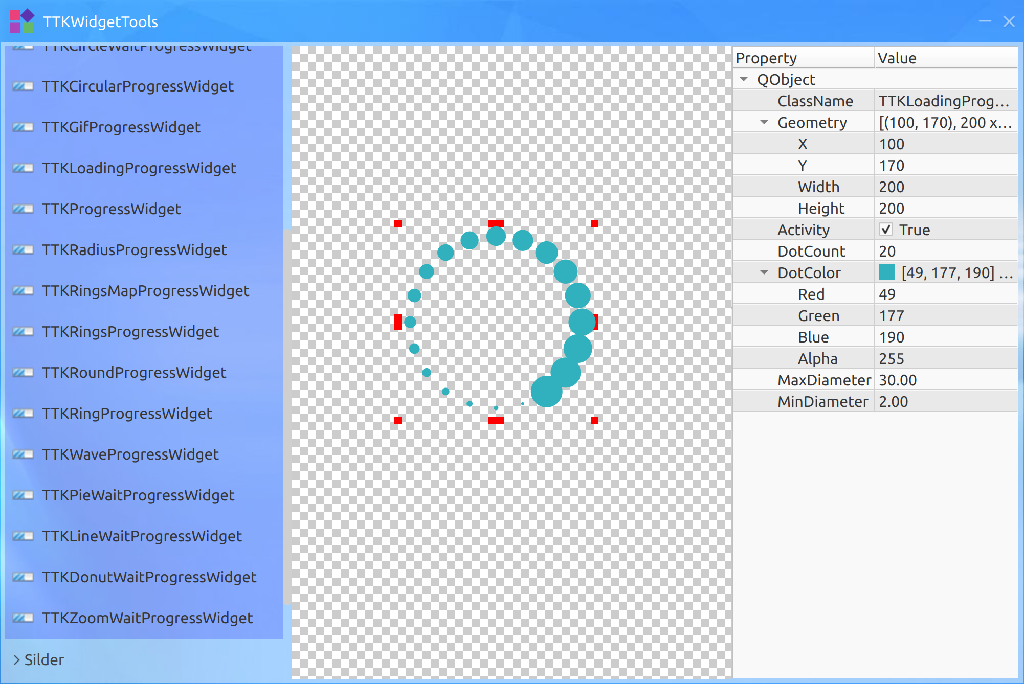 TTKWidgetTools
TTKCircleWaitProgressWidget
TTKCircularProgressWidget
TTKGifProgressWidget
TTKLoadingProgressWidget
TTKProgressWidget
TTKRadiusProgressWidget
TTKRingsMapProgressWidget
TTKRingsProgressWidget
TTKRoundProgressWidget
TTKRingProgressWidget
TTKWaveProgressWidget
TTKPieWaitProgressWidget
TTKLineWaitProgressWidget
TTKDonutWaitProgressWidget
TTKZoomWaitProgressWidget
Silder
Property Value
QObject
ClassName TTKLoadingProg...
Geometry [(100, 170), 200 x...
X 100
Y 170
Width 200
Height 200
Activity True
DotCount 20
DotColor [49, 177, 190] ...
Red 49
Green 177
Blue 190
Alpha 255
MaxDiameter 30.00
MinDiameter 2.00